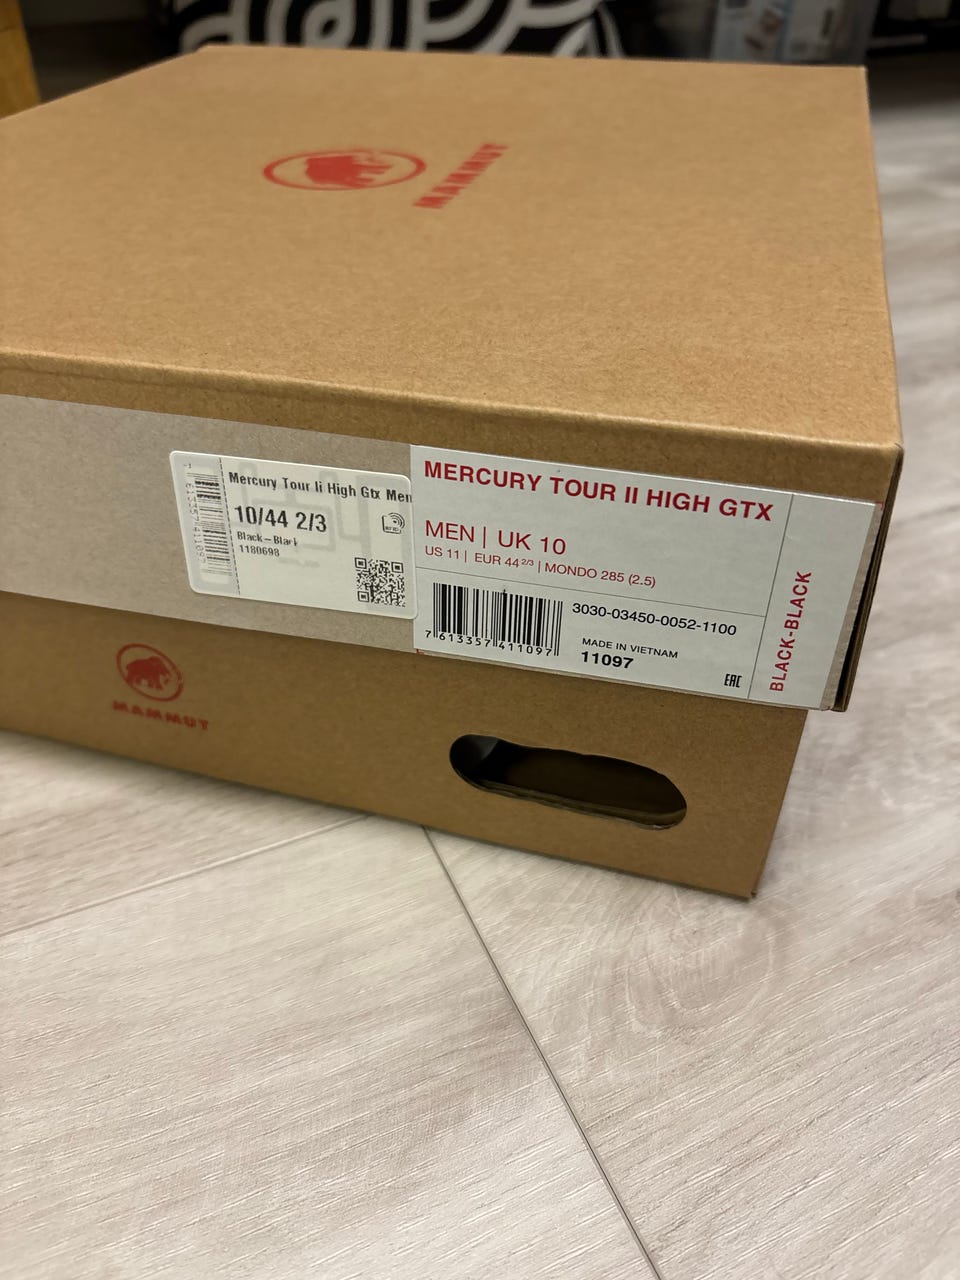 MAMMUT
Mercury Tour Ii High Gtx Men
10/44 2/3
Black-Black
1180698
RFID
7613357411097
MERCURY TOUR II HIGH GTX
MEN | UK 10
US 11 | EUR 44 2/3 | MONDO 285 (2.5)
7 613357 411097
3030-03450-0052-1100
MADE IN VIETNAM
11097
EAC
BLACK-BLACK
MAMMUT